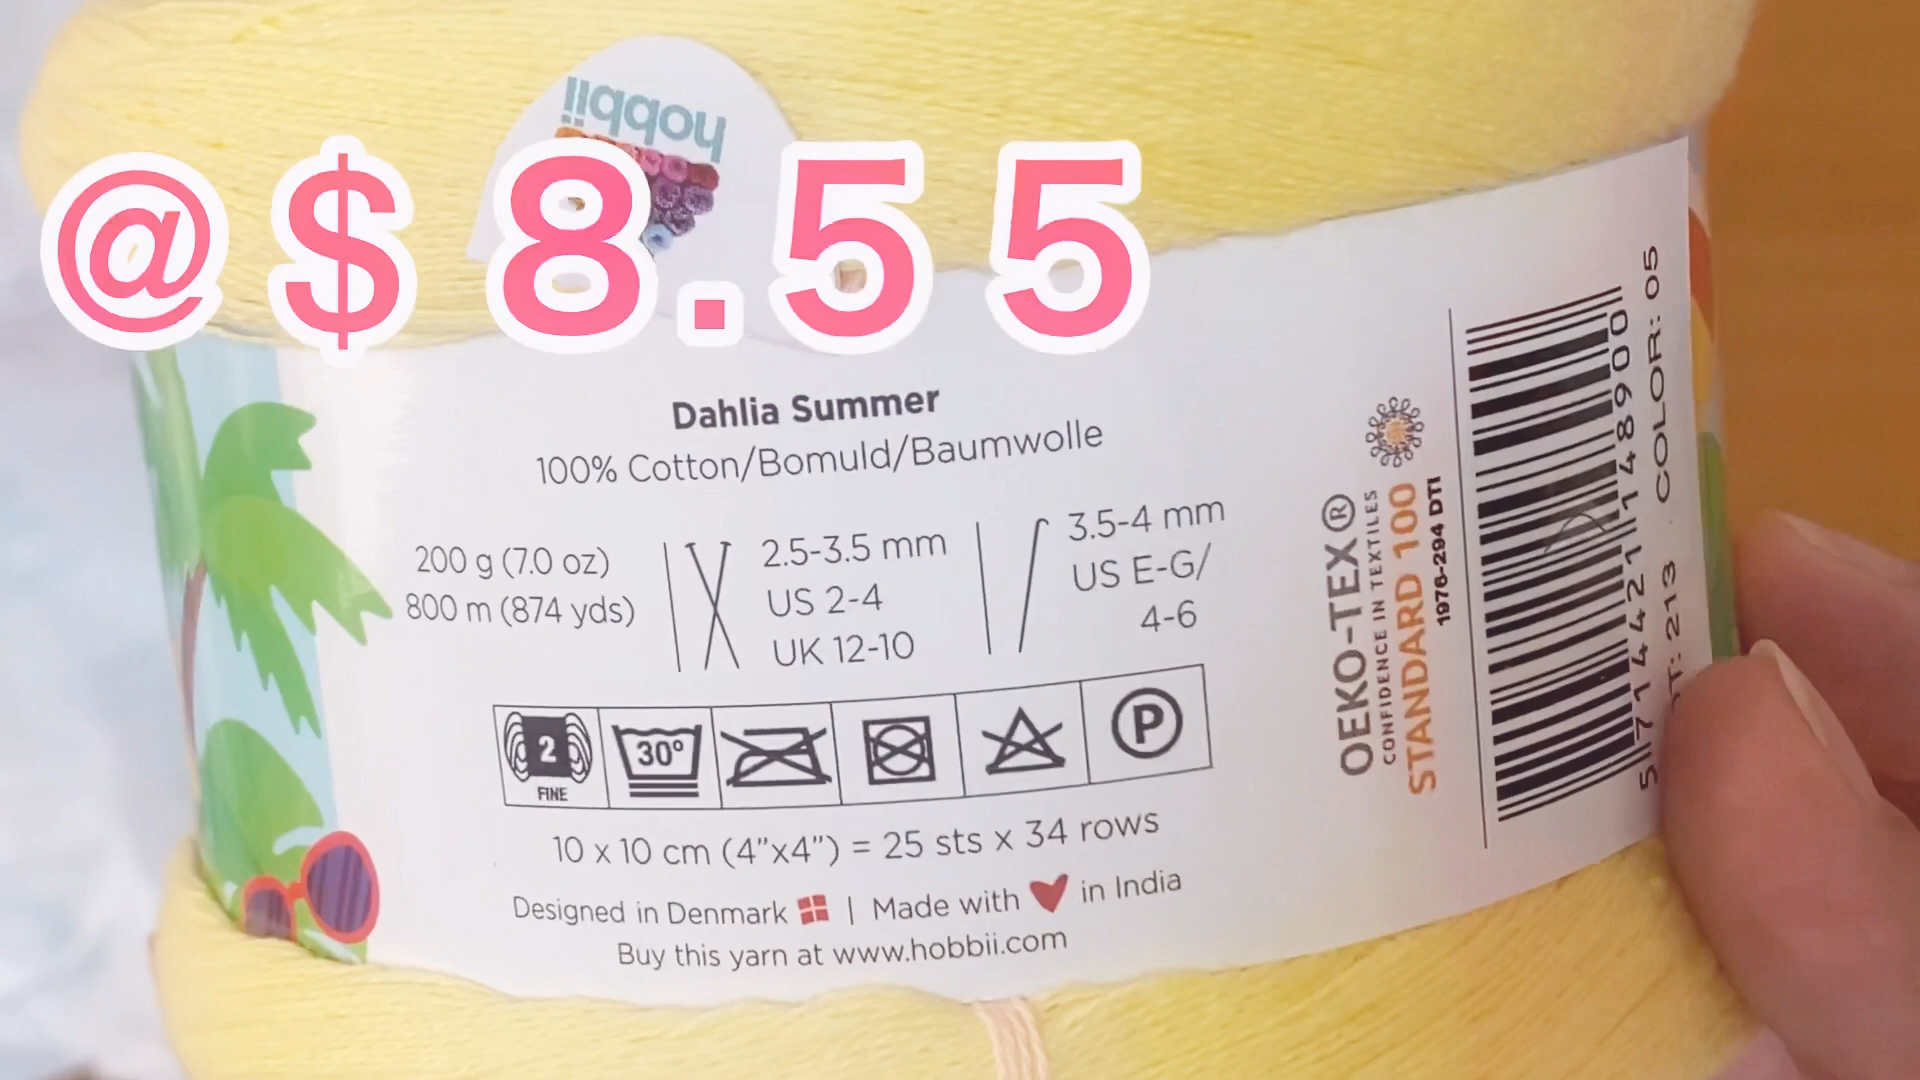 hobbii
@$8.55
Dahlia Summer
100% Cotton/Bomuld/Baumwolle
200 g (7.0 oz)
800 m (874 yds)
2.5-3.5 mm
US 2-4
UK 12-10
3.5-4 mm
US E-G/
4-6
2
FINE
30°
P
10 x 10 cm (4”x4”) = 25 sts x 34 rows
Designed in Denmark | Made with in India
Buy this yarn at www.hobbii.com
OEKO-TEX®
CONFIDENCE IN TEXTILES
STANDARD 100
1976-294 DTI
5714421148900
213 COLOR: 05